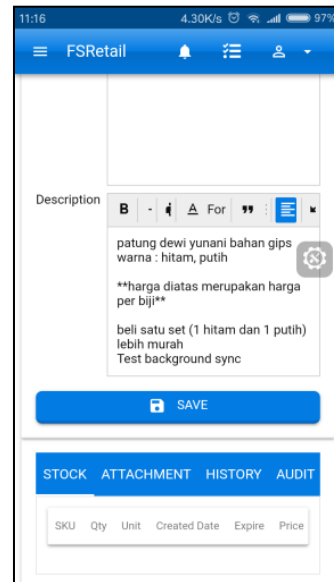 11:16 4.30K/s 97%
FSRetail
Description
B - A For
patung dewi yunani bahan gips
warna : hitam, putih
**harga diatas merupakan harga
per biji**
beli satu set (1 hitam dan 1 putih)
lebih murah
Test background sync
SAVE
STOCK ATTACHMENT HISTORY AUDIT
SKU Qty Unit Created Date Expire Price